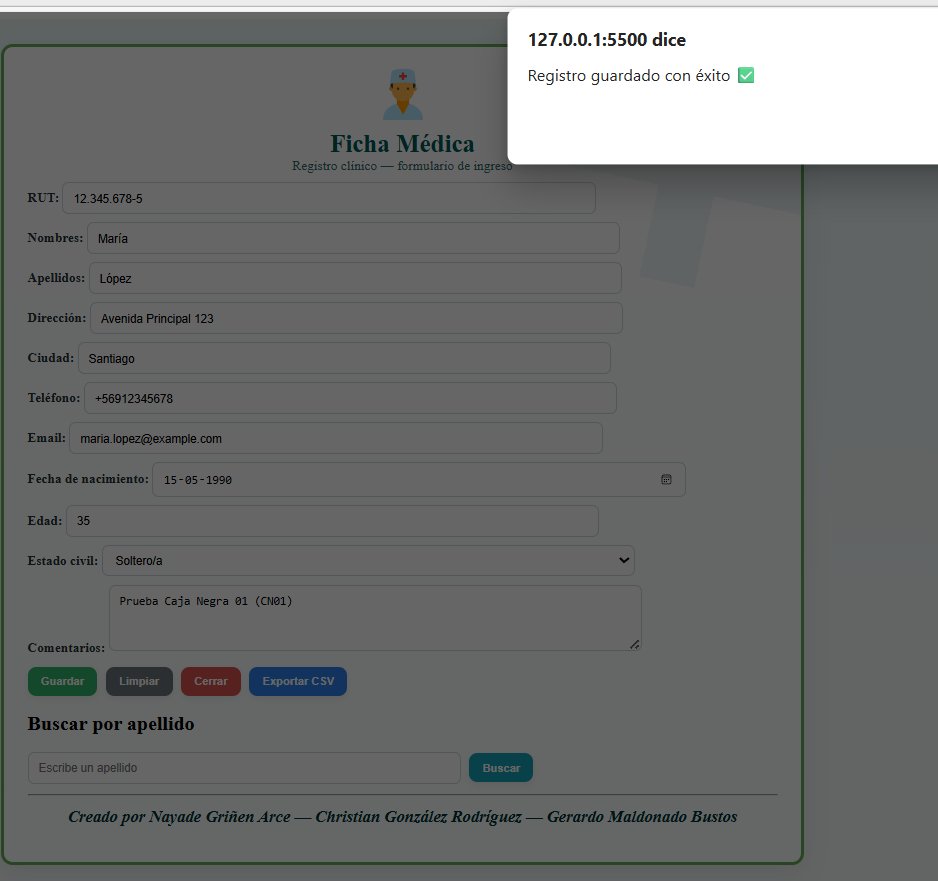 127.0.0.1:5500 dice
Registro guardado con éxito ✅
Ficha Médica
Registro clínico — formulario de ingreso
RUT: 12.345.678-5
Nombres: María
Apellidos: López
Dirección: Avenida Principal 123
Ciudad: Santiago
Teléfono: +56912345678
Email: maria.lopez@example.com
Fecha de nacimiento: 15-05-1990
Edad: 35
Estado civil: Soltero/a
Prueba Caja Negra 01 (CN01)
Comentarios:
Guardar Limpiar Cerrar Exportar CSV
Buscar por apellido
Escribe un apellido Buscar
Creado por Nayade Griñen Arce — Christian González Rodríguez — Gerardo Maldonado Bustos